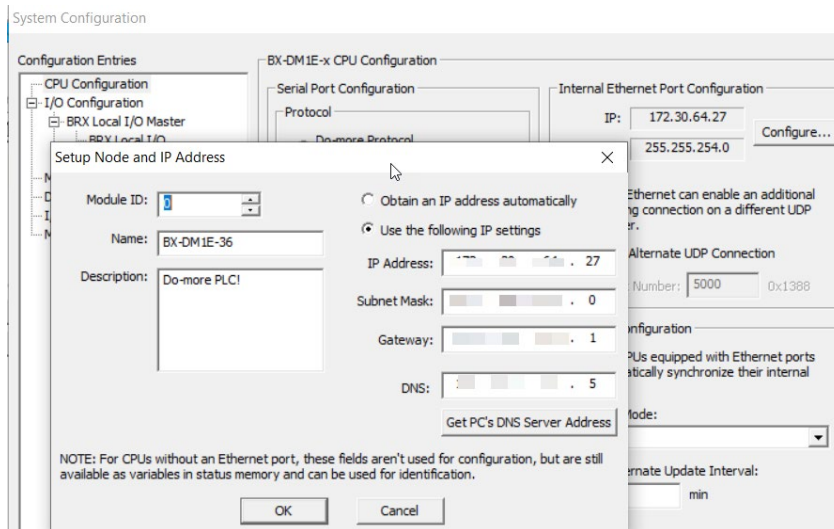 System Configuration
Configuration Entries
CPU Configuration
I/O Configuration
BRX Local I/O Master
BRX Local I/O
BX-DM1E-x CPU Configuration
Serial Port Configuration
Protocol
Do-more Protocol
Internal Ethernet Port Configuration
IP: 172.30.64.27
255.255.254.0
Configure...
Ethernet can enable an additional
connection on a different UDP
Alternate UDP Connection
Number: 5000 0x1388
PUs equipped with Ethernet ports
synchronize their internal
Mode:
Update Interval:
min
Setup Node and IP Address
Module ID: 0
Name: BX-DM1E-36
Description: Do-more PLC!
Obtain an IP address automatically
Use the following IP settings
IP Address: . 27
Subnet Mask: . 0
Gateway: . 1
DNS: . 5
Get PC's DNS Server Address
NOTE: For CPUs without an Ethernet port, these fields aren't used for configuration, but are still
available as variables in status memory and can be used for identification.
OK
Cancel